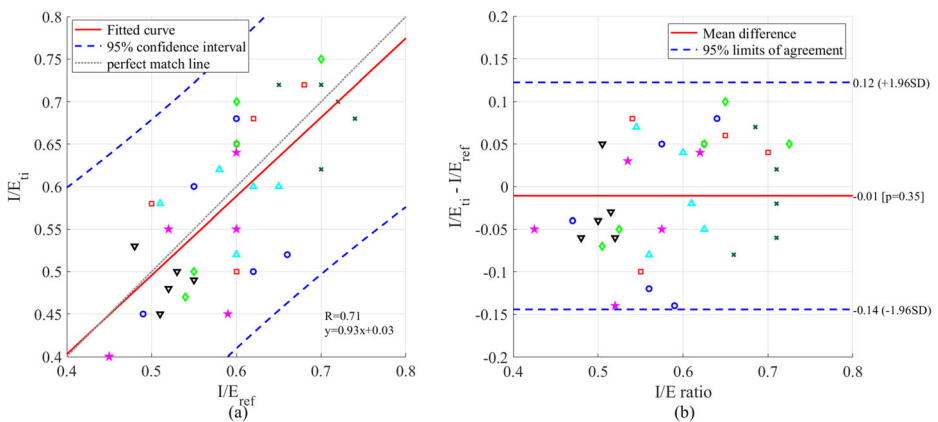 Fitted curve
95% confidence interval
perfect match line
0.8
0.75
0.7
0.65
0.6
0.55
0.5
0.45
0.4
I/E_ti
0.4 0.5 0.6 0.7 0.8
I/E_ref
R=0.71
y=0.93x+0.03
(a)
Mean difference
95% limits of agreement
0.2
0.15
0.1
0.05
0
-0.05
-0.1
-0.15
-0.2
I/E_ti - I/E_ref
0.12 (+1.96SD)
-0.01 [p=0.35]
-0.14 (-1.96SD)
0.4 0.5 0.6 0.7 0.8
I/E ratio
(b)